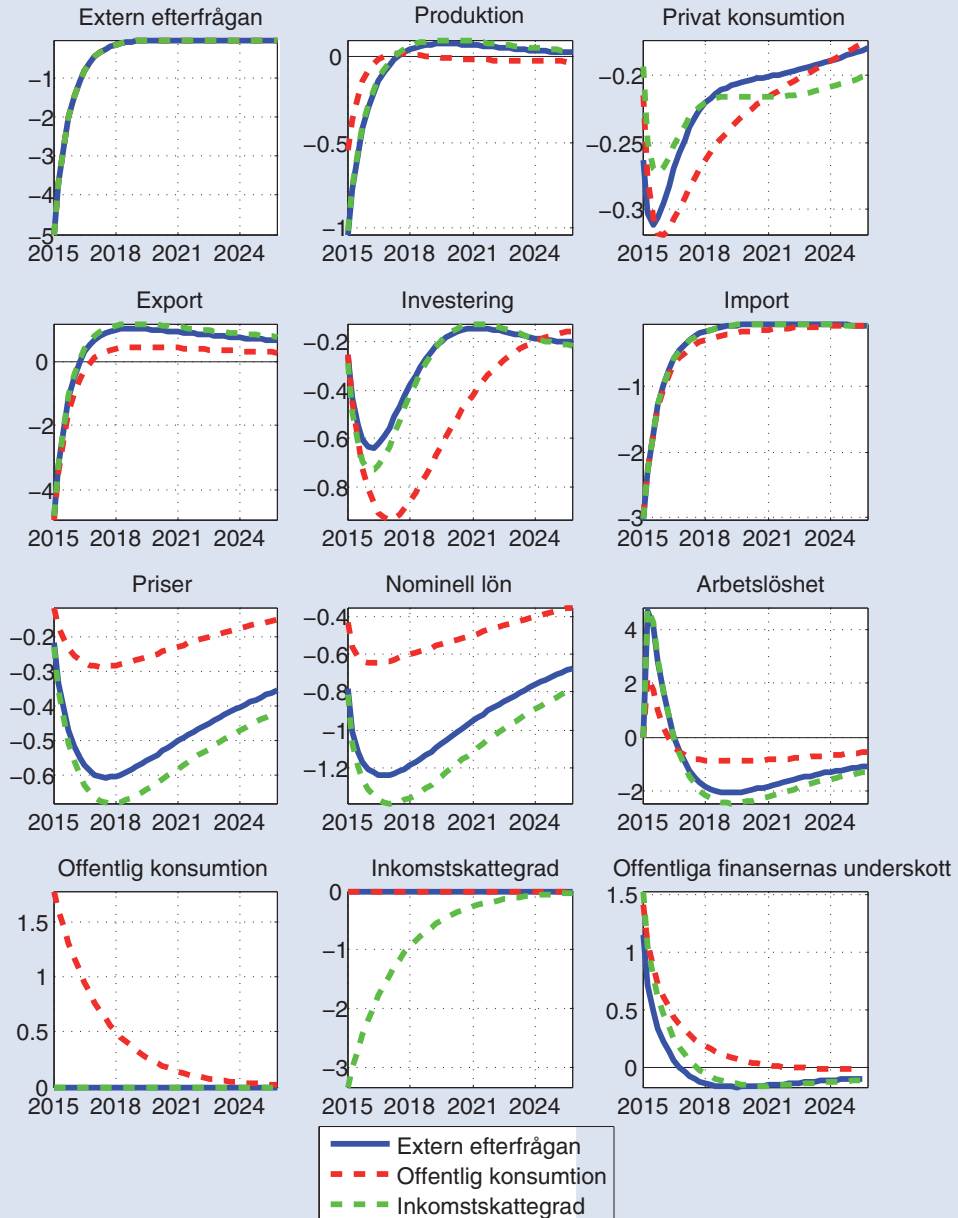 Extern efterfrågan
Produktion
Privat konsumtion
−1
−2
−3
−4
−5
2015 2018 2021 2024
0
−0.5
−1
2015 2018 2021 2024
−0.2
−0.25
−0.3
2015 2018 2021 2024
Export
Investering
Import
0
−2
−4
2015 2018 2021 2024
−0.2
−0.4
−0.6
−0.8
2015 2018 2021 2024
−1
−2
−3
2015 2018 2021 2024
Priser
Nominell lön
Arbetslöshet
−0.2
−0.3
−0.4
−0.5
−0.6
2015 2018 2021 2024
−0.4
−0.6
−0.8
−1
−1.2
2015 2018 2021 2024
4
2
0
−2
2015 2018 2021 2024
Offentlig konsumtion
Inkomstskattegrad
Offentliga finansernas underskott
1.5
1
0.5
0
2015 2018 2021 2024
0
−1
−2
−3
2015 2018 2021 2024
1.5
1
0.5
0
2015 2018 2021 2024
Extern efterfrågan
Offentlig konsumtion
Inkomstskattegrad